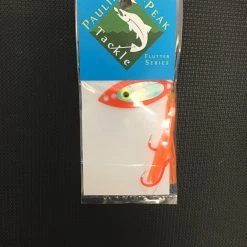 PAULINA PEAK
Tackle
FLUTTER
SERIES